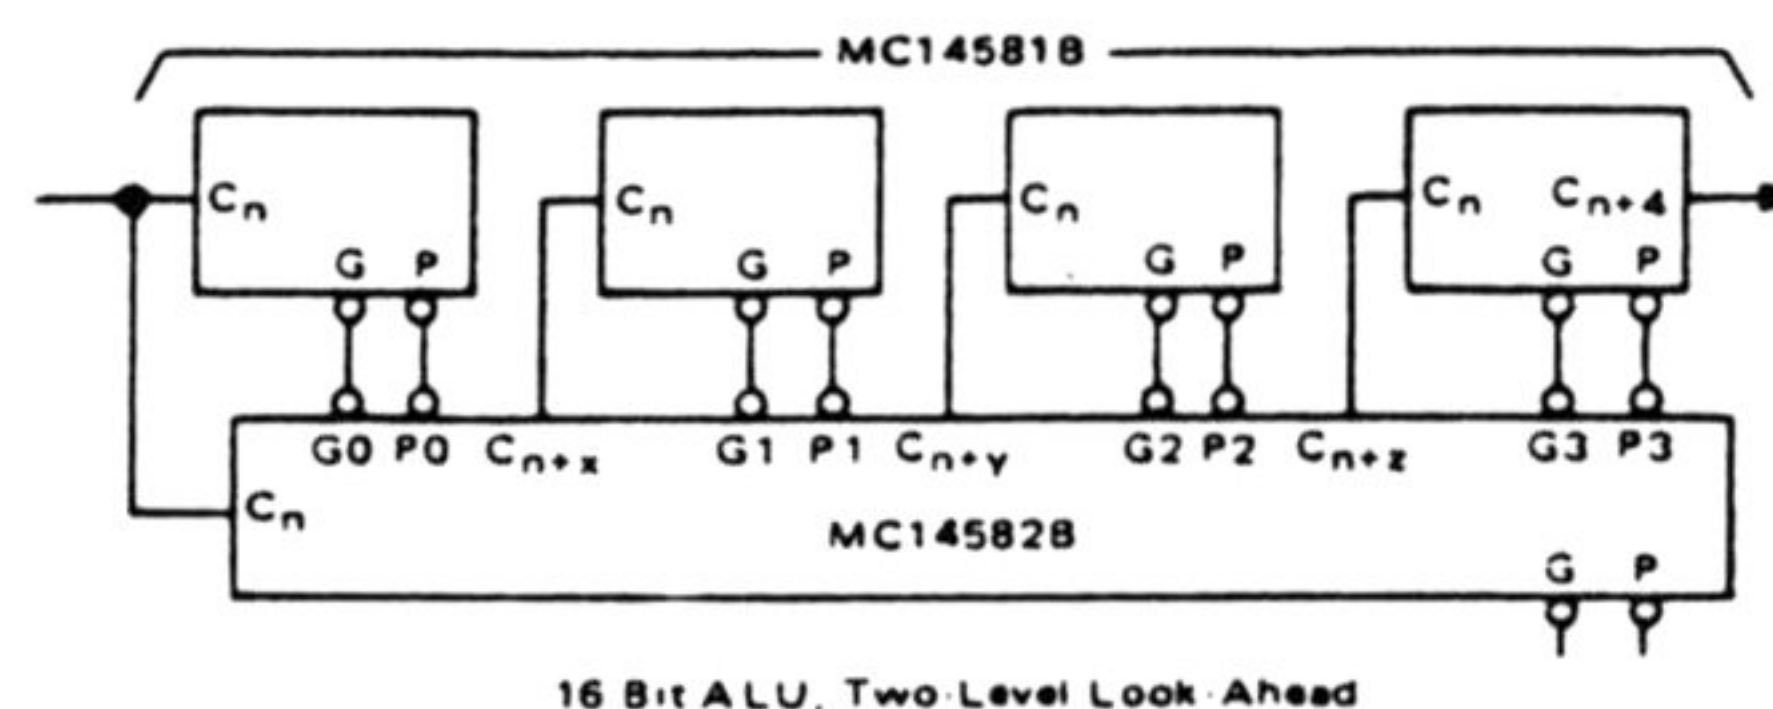 MC14581B
Cn Cn Cn Cn Cn+4
G P G P G P G P
G0 P0 Cn+x G1 P1 Cn+y G2 P2 Cn+z G3 P3
Cn
MC14582B
G P
16 Bit ALU, Two-Level Look-Ahead